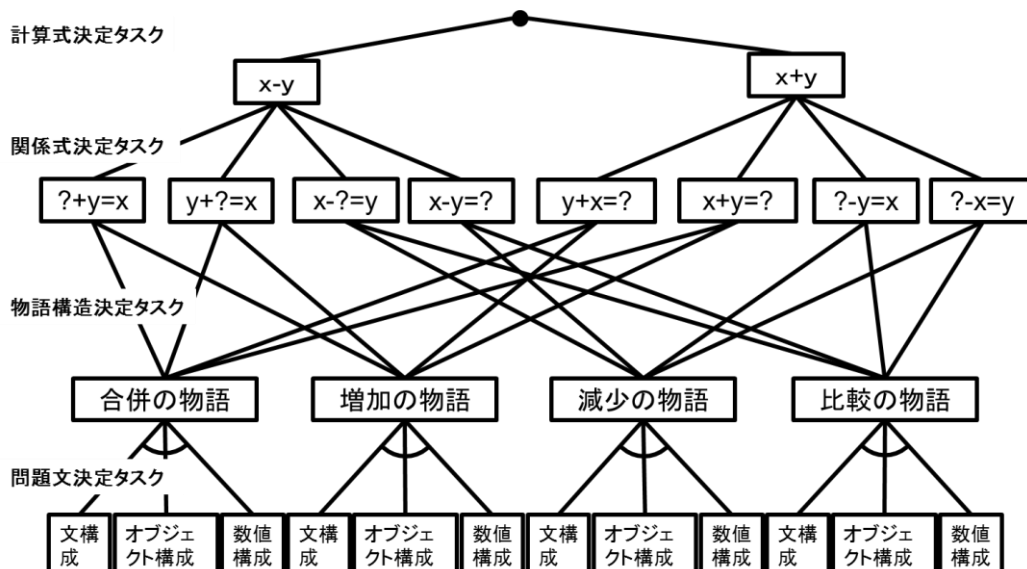 計算式決定タスク
x-y
x+y
関係式決定タスク
?+y=x
y+?=x
x-?=y
x-y=?
y+x=?
x+y=?
?-y=x
?-x=y
物語構造決定タスク
合併の物語
増加の物語
減少の物語
比較の物語
問題文決定タスク
文構
成
オブジェ
クト構成
数値
構成
文構
成
オブジェ
クト構成
数値
構成
文構
成
オブジェ
クト構成
数値
構成
文構
成
オブジェ
クト構成
数値
構成